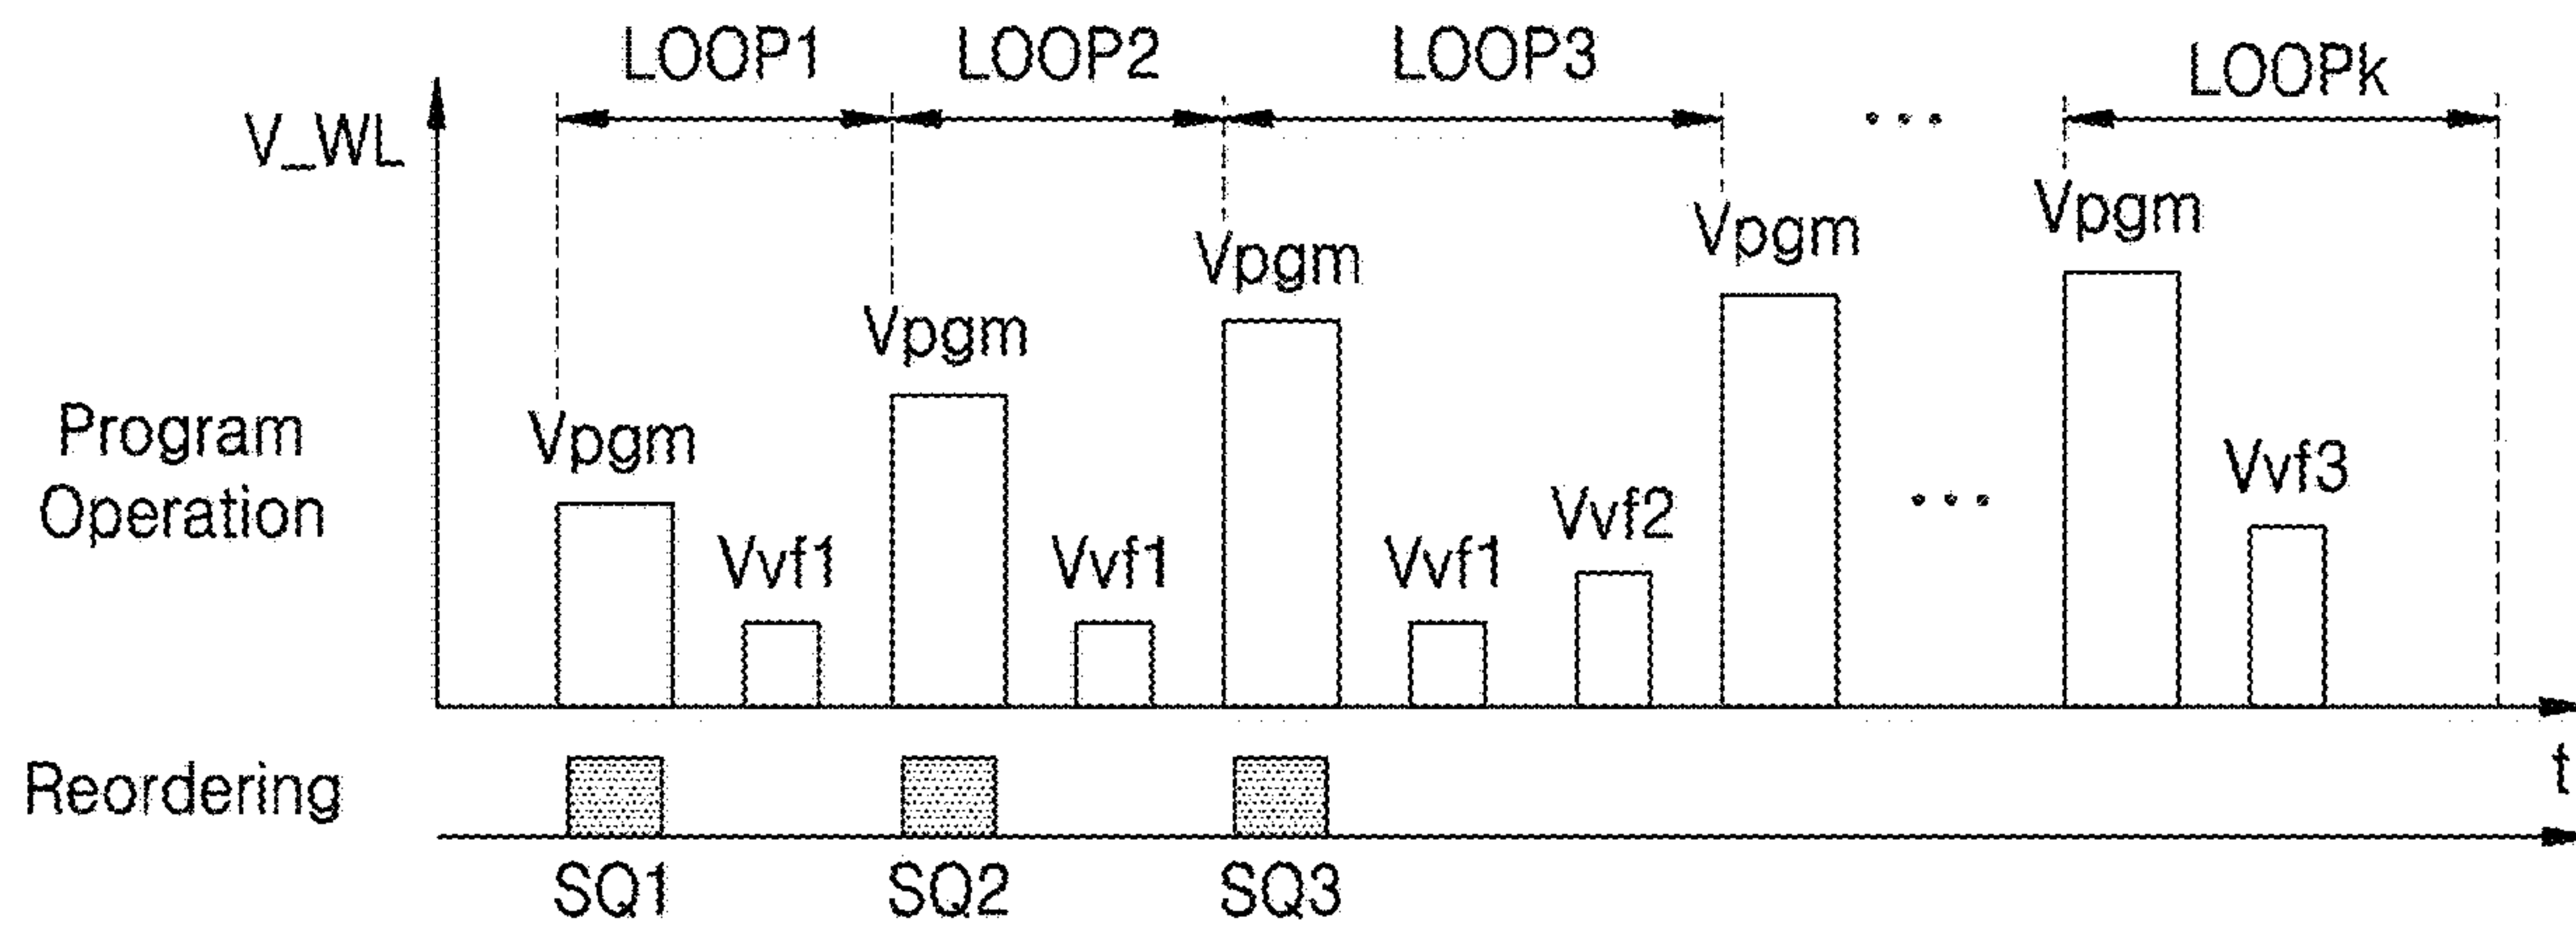 LOOP1 LOOP2 LOOP3 LOOPk
V_WL
...
Vpgm Vpgm Vpgm Vpgm Vpgm
Program
Operation
Vvf1 Vvf1 Vvf1 Vvf2 ... Vvf3
Reordering
t
SQ1 SQ2 SQ3